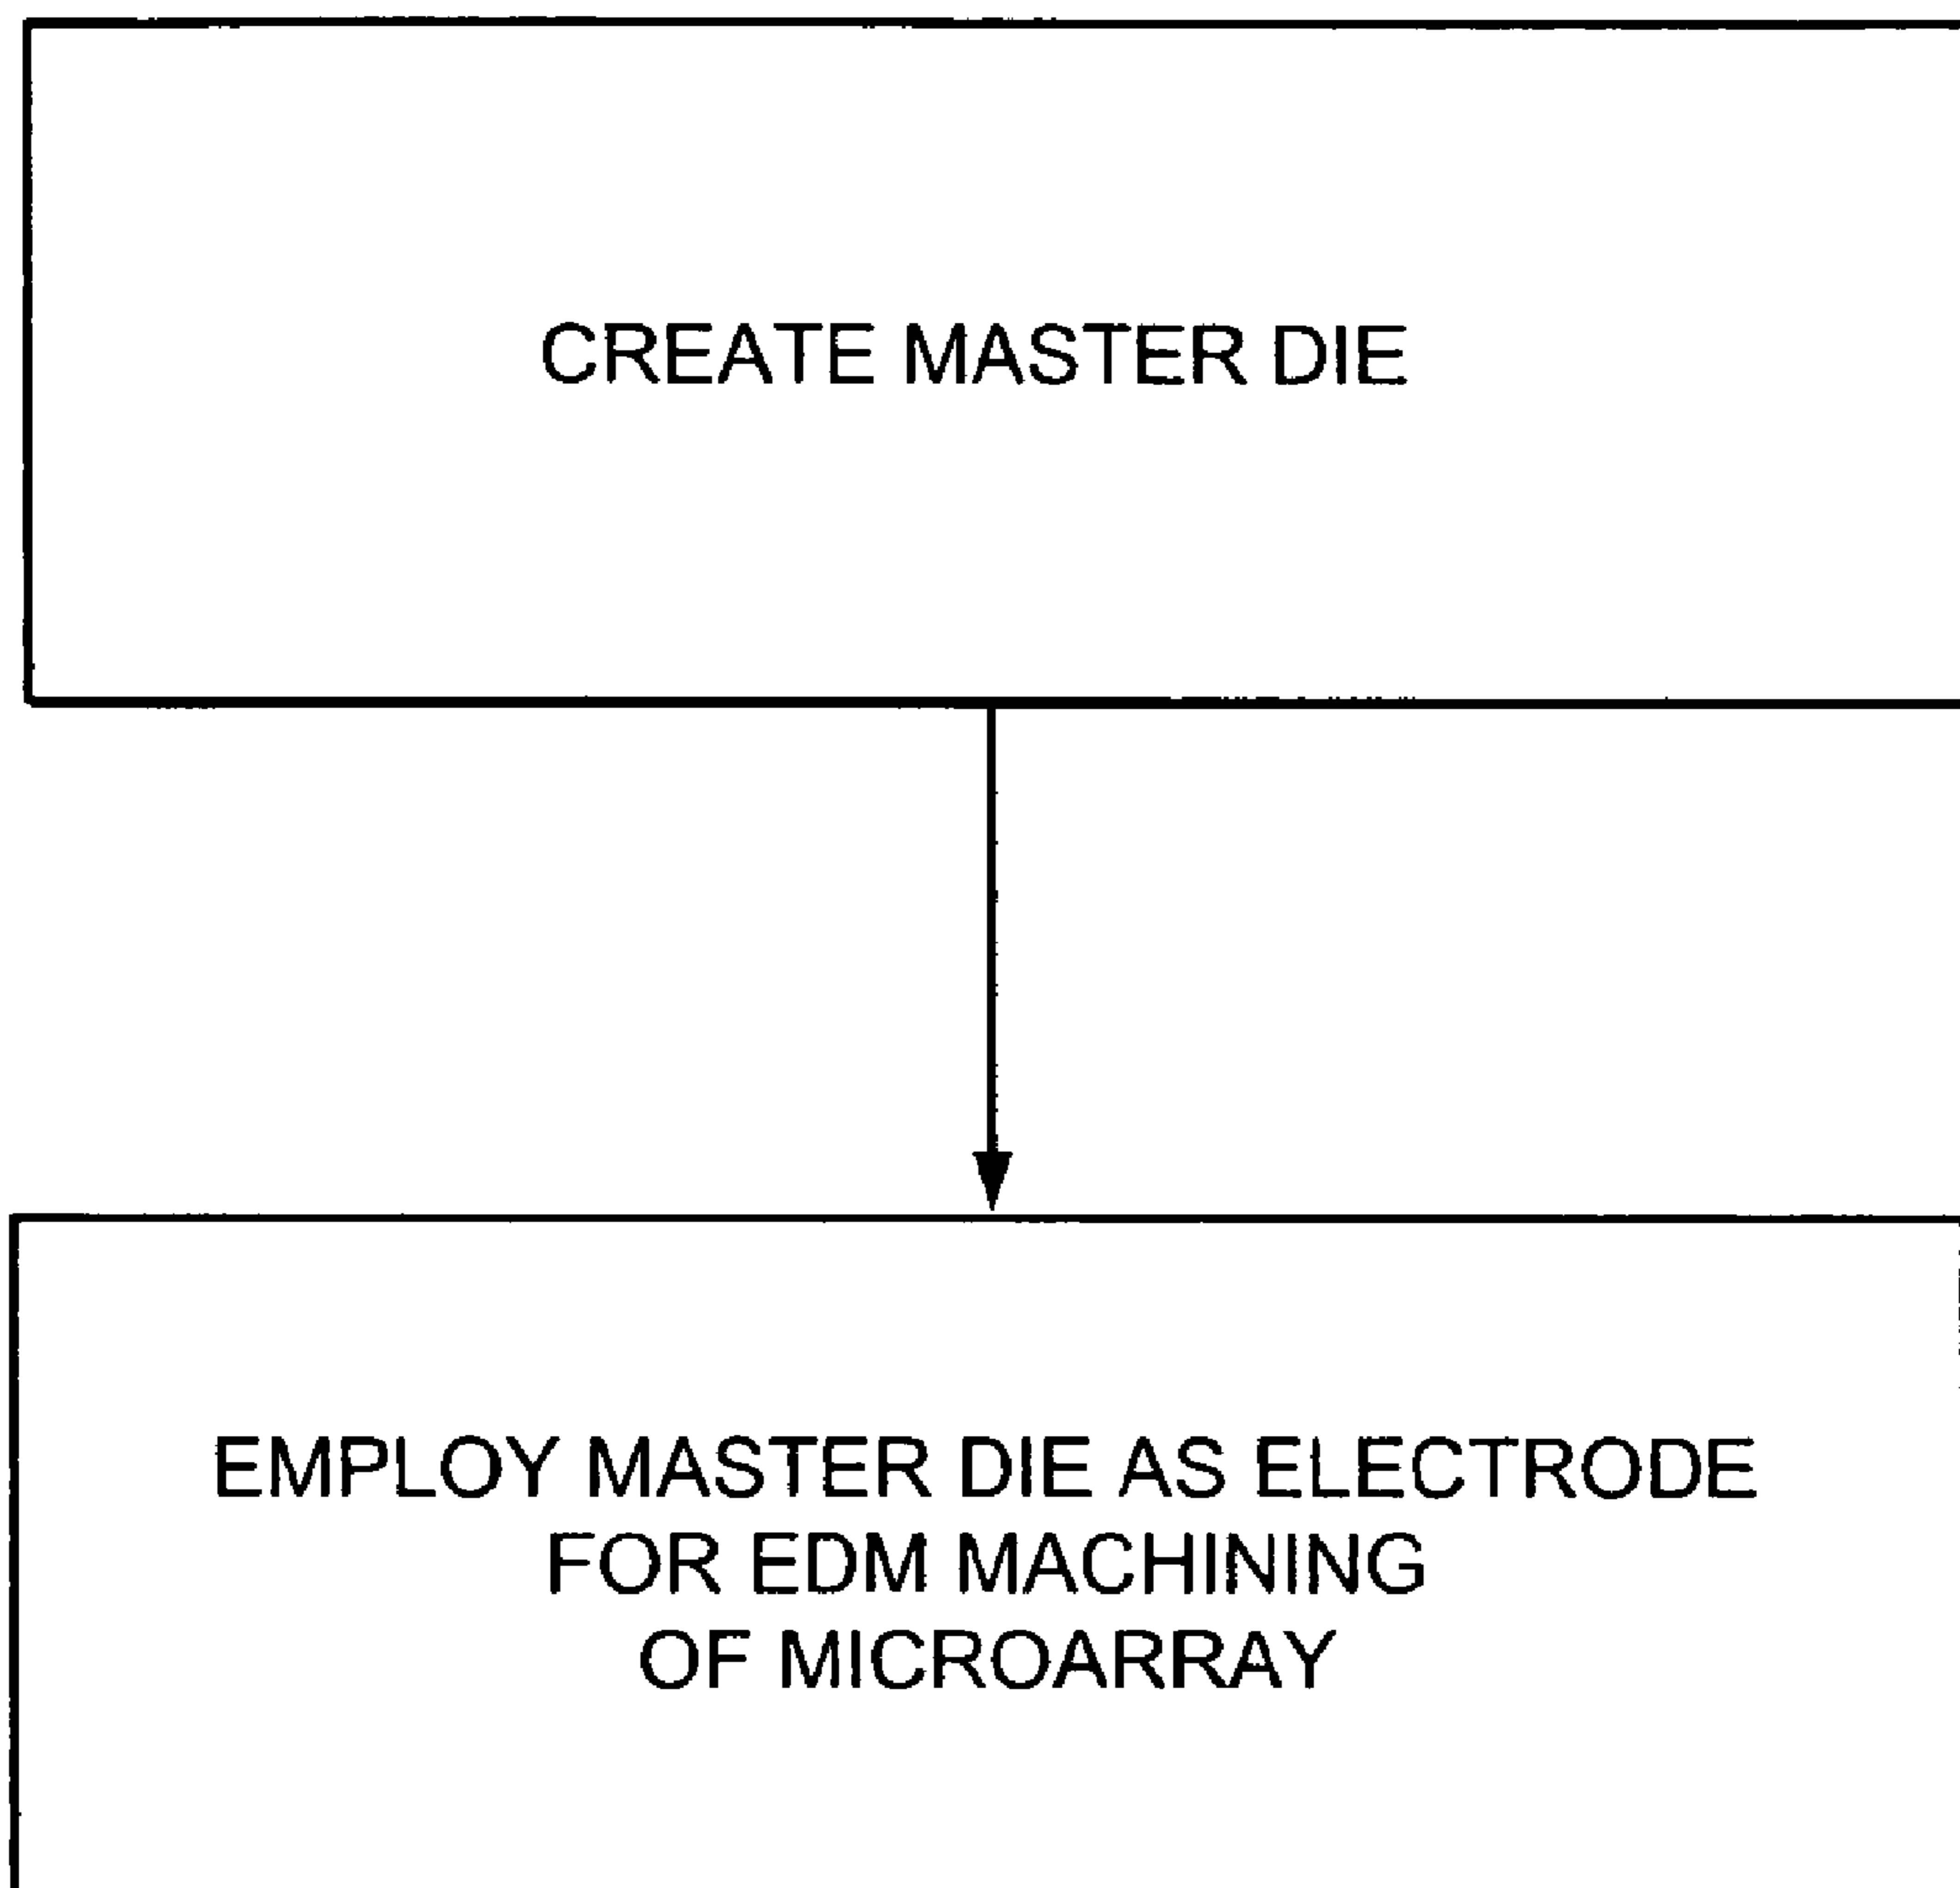 CREATE MASTER DIE
EMPLOY MASTER DIE AS ELECTRODE
FOR EDM MACHINING
OF MICROARRAY